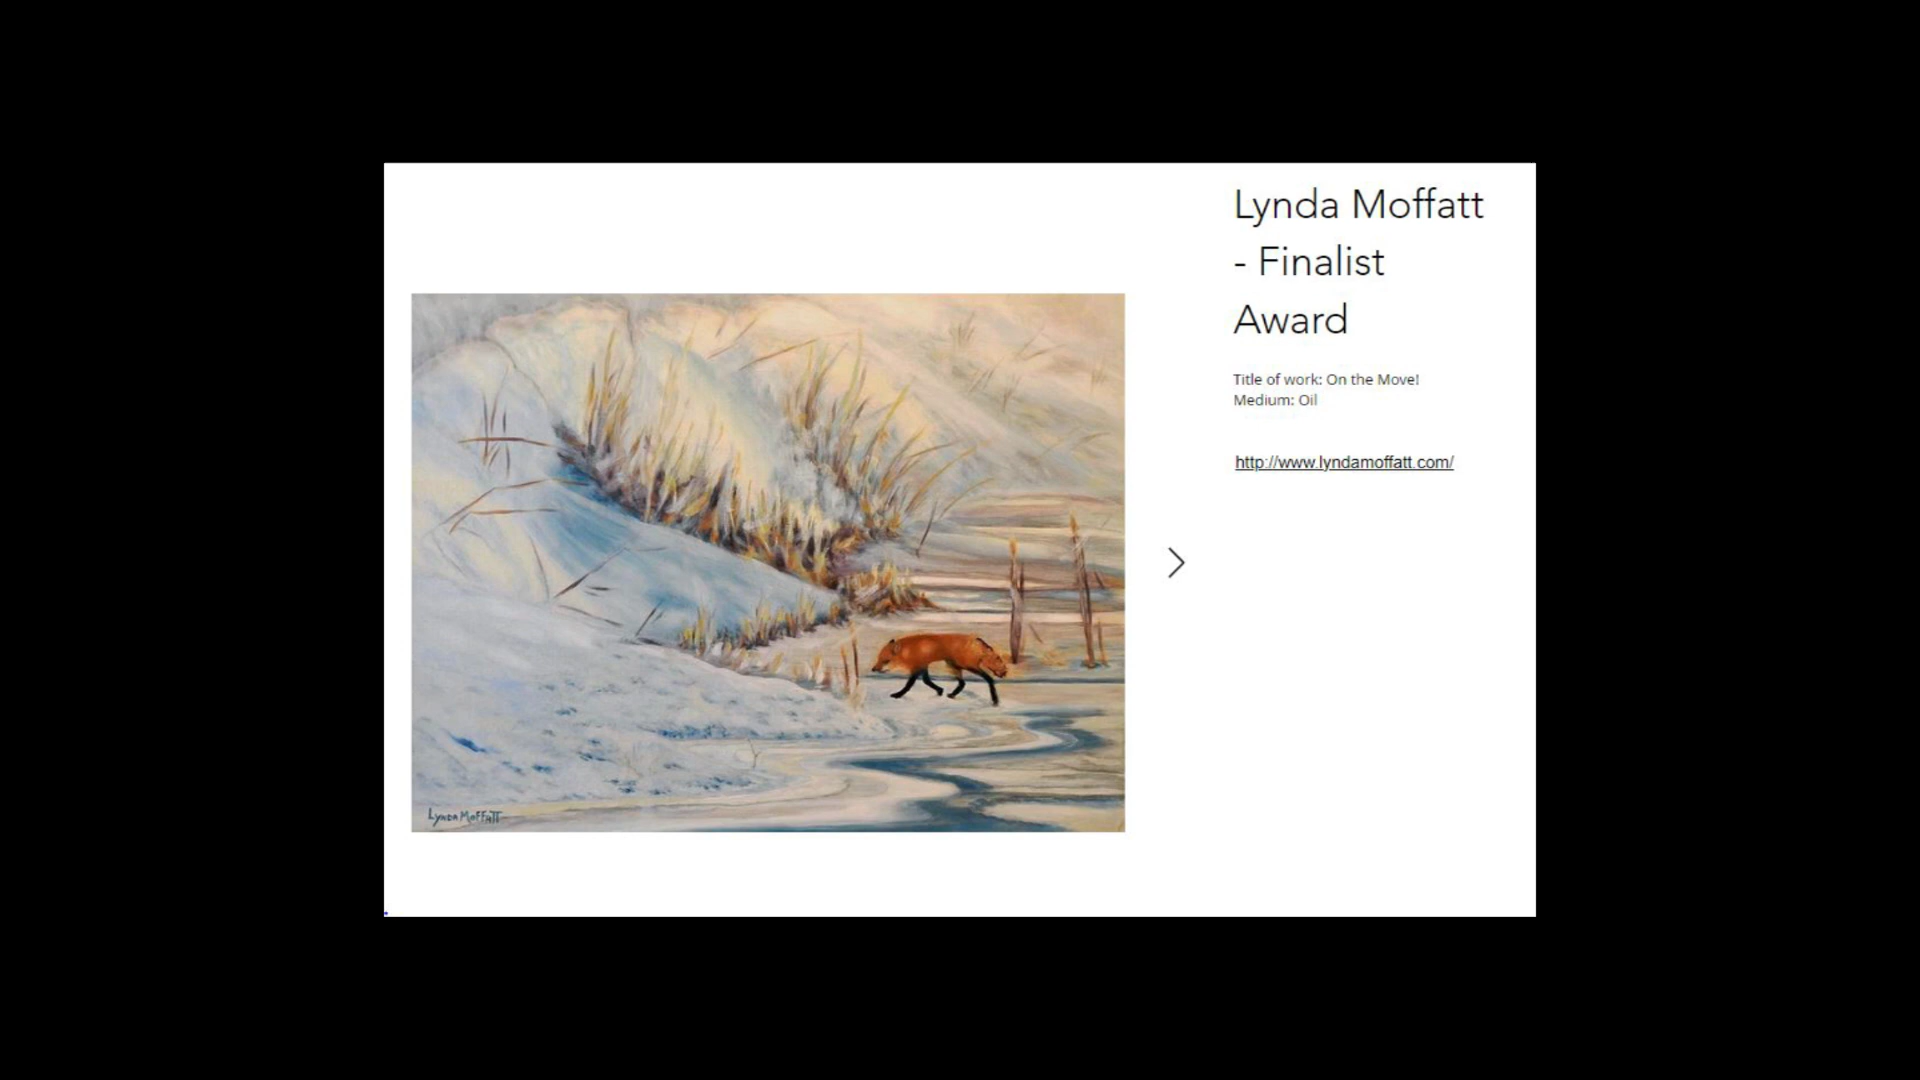 Lynda Moffatt
- Finalist
Award
Title of work: On the Move!
Medium: Oil
http://www.lyndamoffatt.com/
Lynda Moffatt